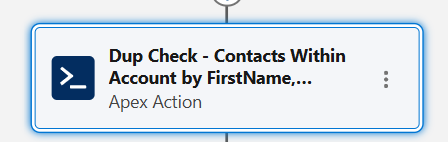 Dup Check - Contacts Within
Account by FirstName,...
Apex Action